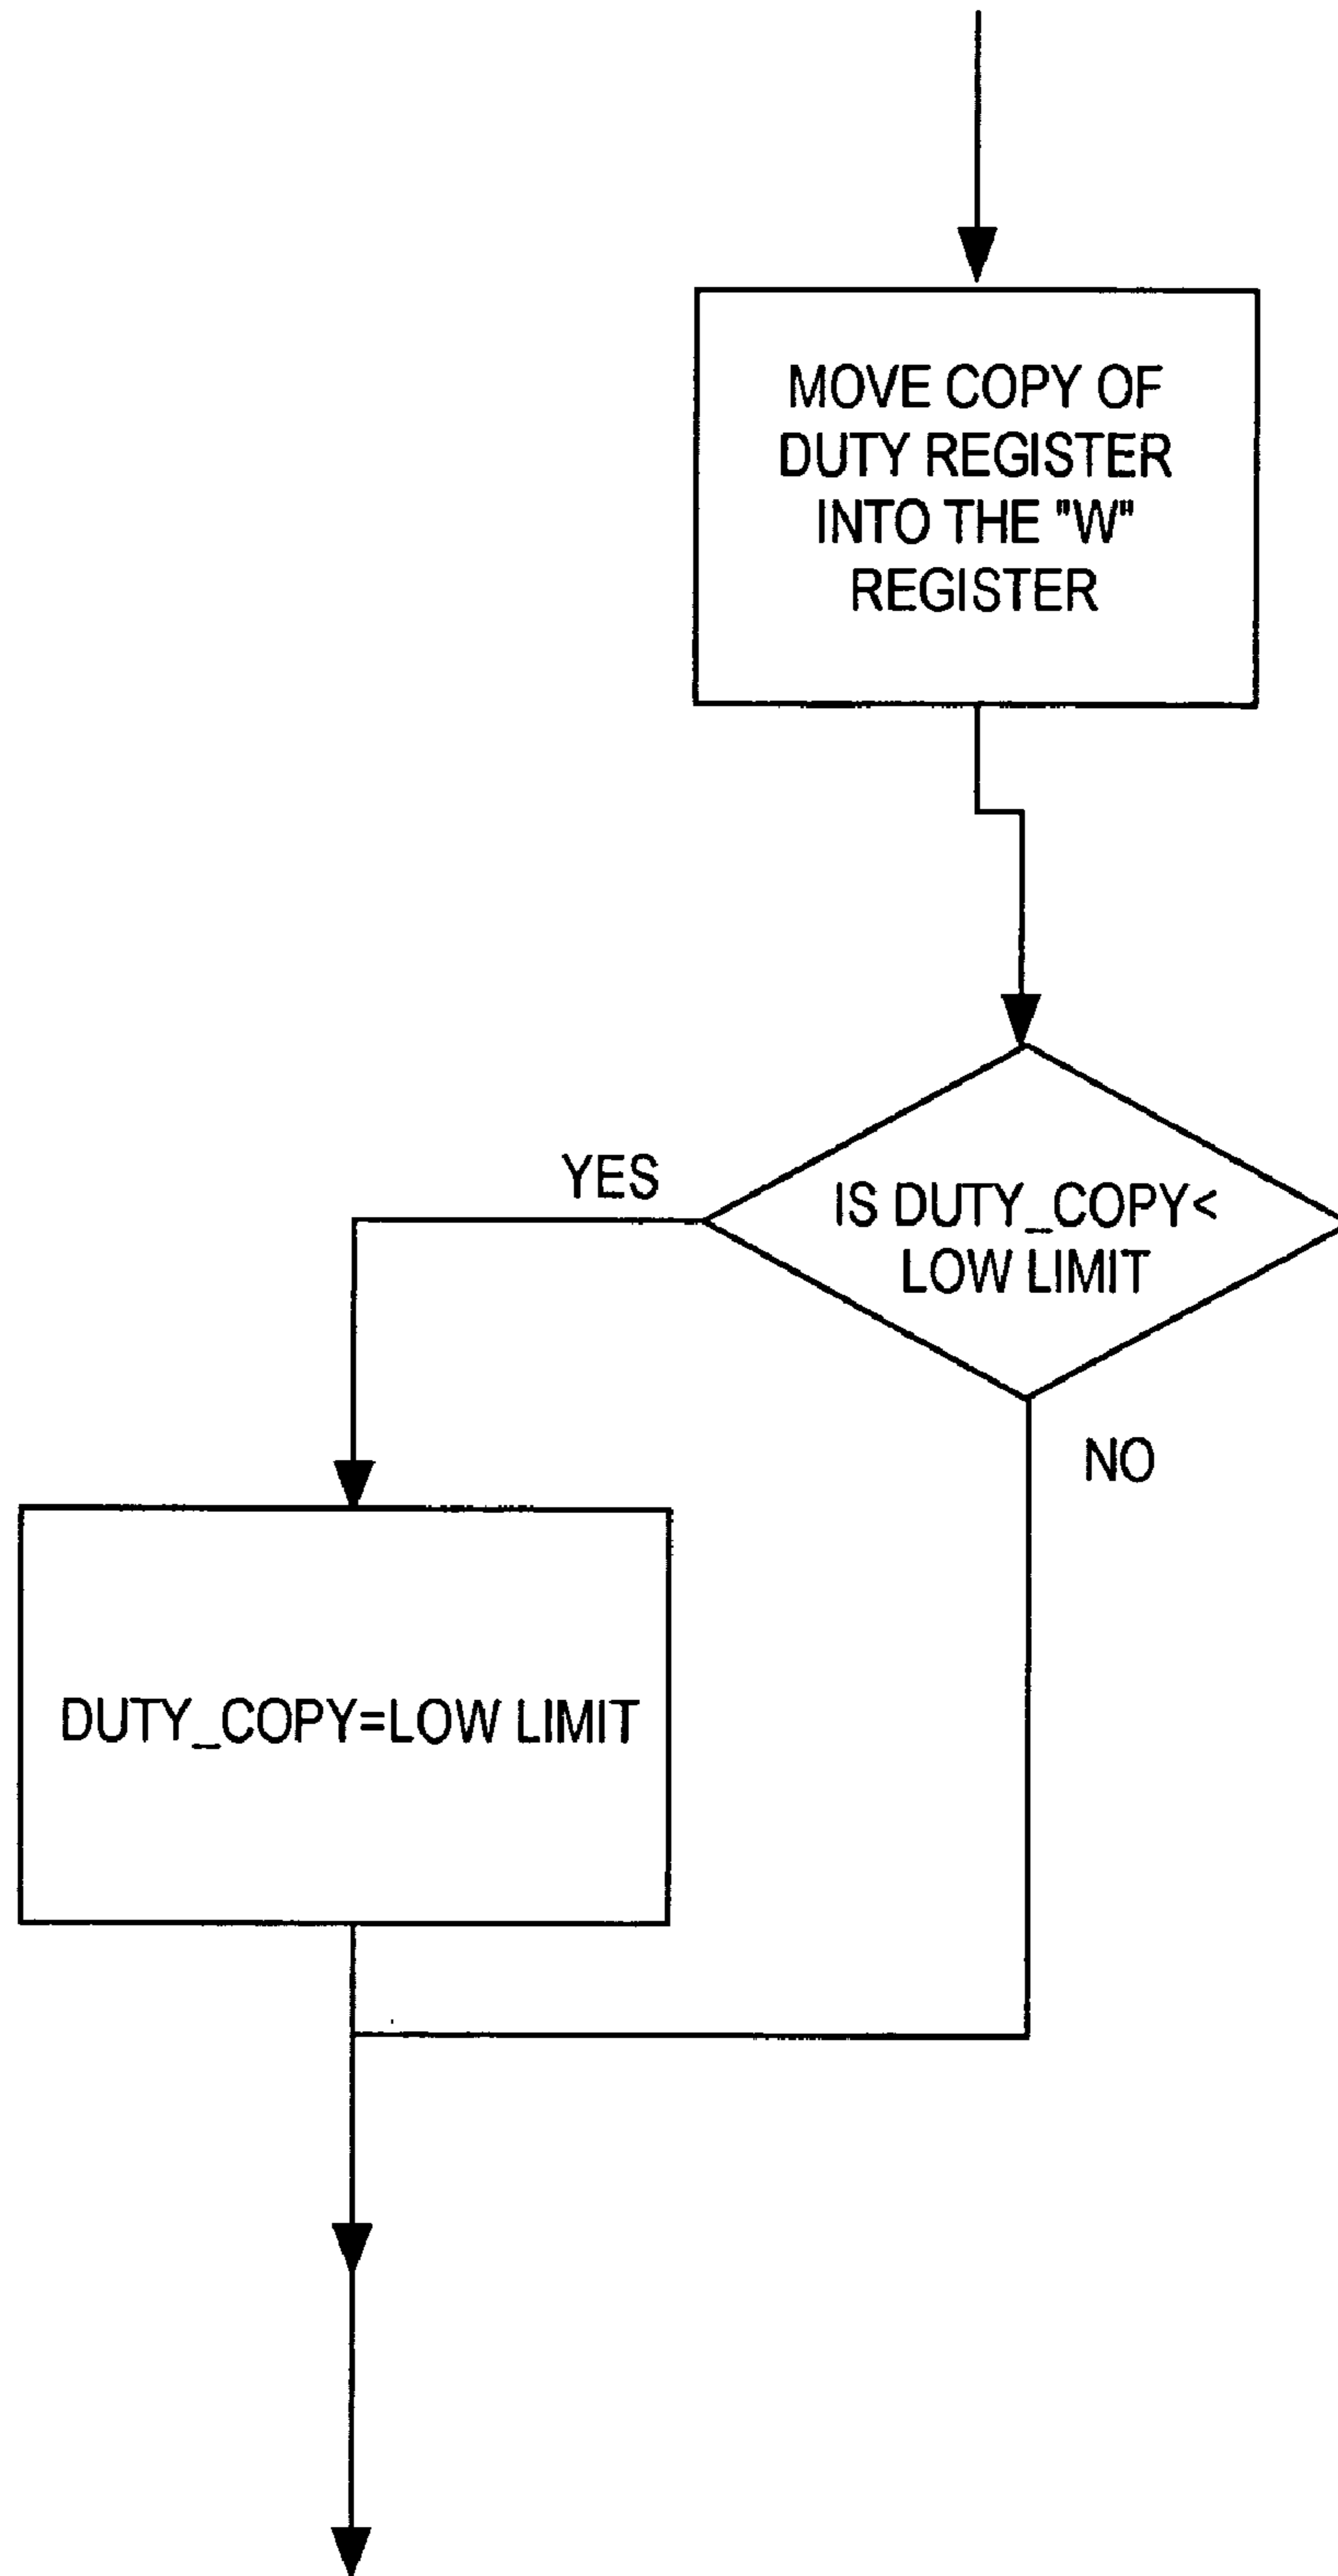 MOVE COPY OF
DUTY REGISTER
INTO THE "W"
REGISTER
YES
IS DUTY_COPY<
LOW LIMIT
NO
DUTY_COPY=LOW LIMIT